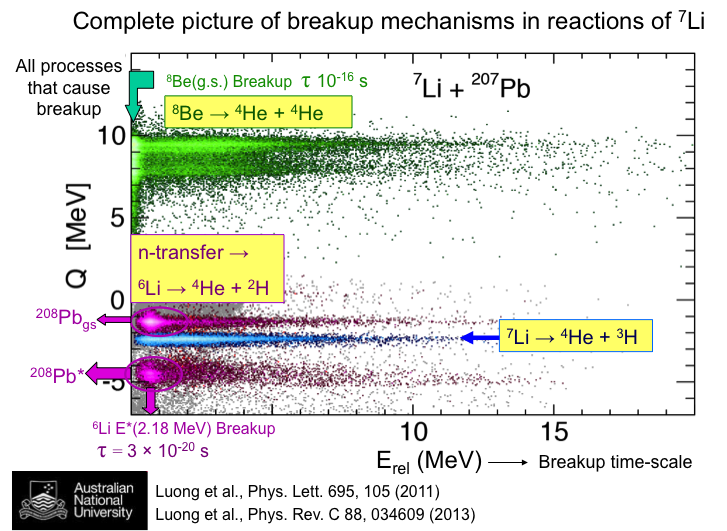 Complete picture of breakup mechanisms in reactions of ⁷Li
All processes
that cause
breakup
⁸Be(g.s.) Breakup τ 10⁻¹⁶ s
⁸Be → ⁴He + ⁴He
⁷Li + ²⁰⁷Pb
10
5
0
-5
Q [MeV]
n-transfer →
⁶Li → ⁴He + ²H
²⁰⁸Pbgs
⁷Li → ⁴He + ³H
²⁰⁸Pb*
⁶Li E*(2.18 MeV) Breakup
τ = 3 × 10⁻²⁰ s
10
15
Erel (MeV) → Breakup time-scale
Australian
National
University
Luong et al., Phys. Lett. 695, 105 (2011)
Luong et al., Phys. Rev. C 88, 034609 (2013)